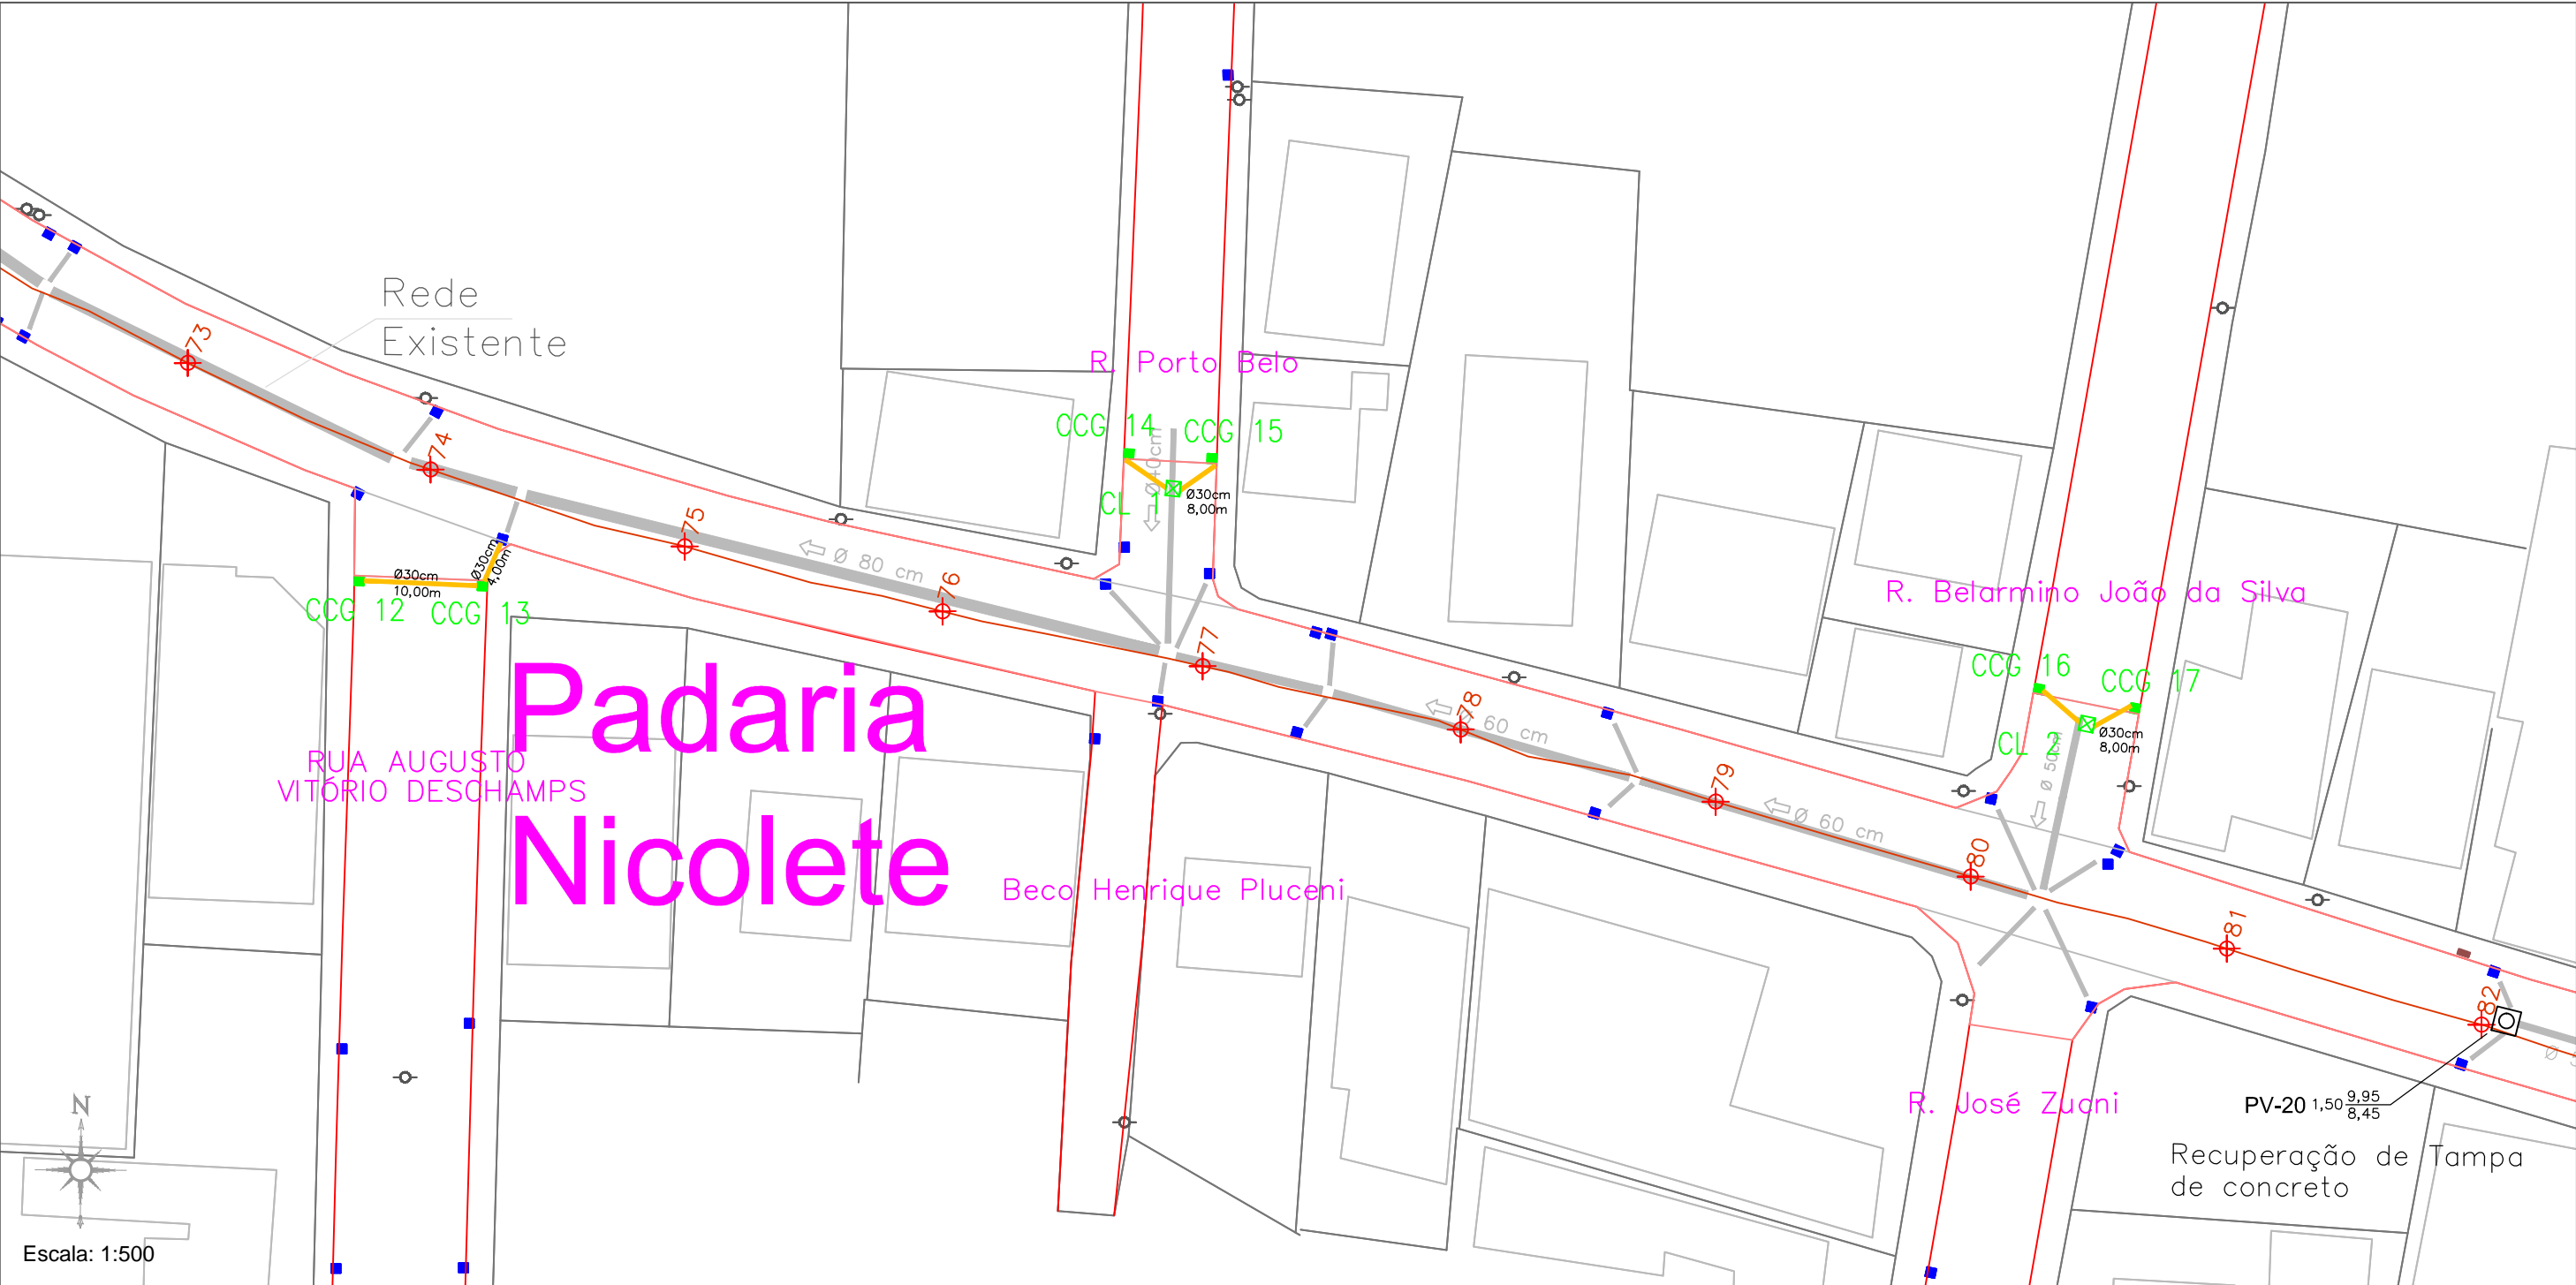 Rede
Existente
73
74
75
76
77
78
79
80
81
82
R. Porto Belo
CCG 14
CCG 15
Ø 40cm
CL 1
Ø30cm
8,00m
Ø 80 cm
Ø30cm
10,00m
Ø30cm
4,00m
CCG 12
CCG 13
Padaria
Nicolete
RUA AUGUSTO
VITÓRIO DESCHAMPS
Beco Henrique Pluceni
Ø 60 cm
Ø 60 cm
R. Belarmino João da Silva
CCG 16
CCG 17
CL 2
Ø30cm
8,00m
Ø 50cm
R. José Zuani
PV-20 1,50 9,95
8,45
Recuperação de Tampa
de concreto
N
Escala: 1:500